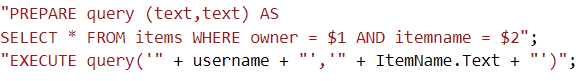 "PREPARE query (text,text) AS
SELECT * FROM items WHERE owner = $1 AND itemname = $2";
"EXECUTE query('" + username + "','" + ItemName.Text + "')";